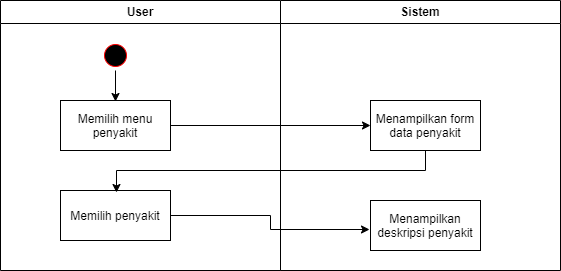 User
Sistem
Memilih menu
penyakit
Menampilkan form
data penyakit
Memilih penyakit
Menampilkan
deskripsi penyakit